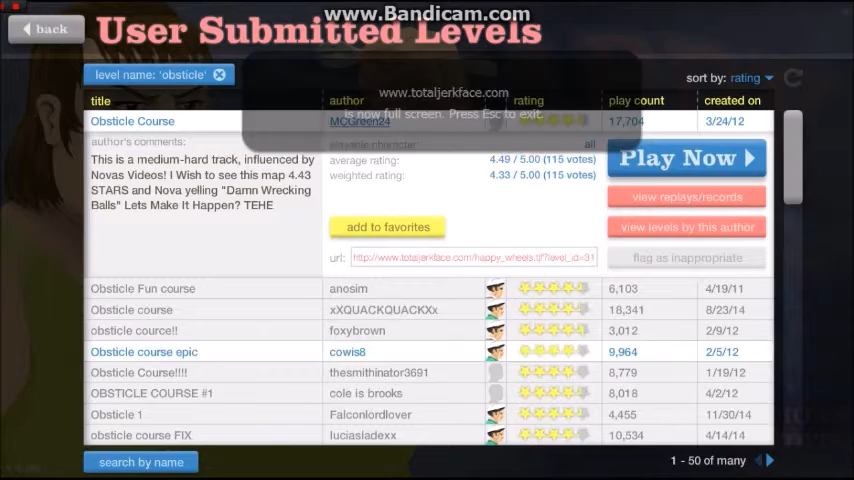 www.Bandicam.com
back
User Submitted Levels
level name: 'obsticle'
sort by: rating
www.totaljerkface.com
is now full screen. Press Esc to exit.
title author rating play count created on
Obsticle Course MCGreen24 17,704 3/24/12
author's comments:
This is a medium-hard track, influenced by
Novas Videos! I Wish to see this map 4.43
STARS and Nova yelling "Damn Wrecking
Balls" Lets Make It Happen? TEHE
playable character: all
average rating: 4.49 / 5.00 (115 votes)
weighted rating: 4.33 / 5.00 (115 votes)
add to favorites
url: http://www.totaljerkface.com/happy_wheels.tjf?level_id=31
Play Now
view replays/records
view levels by this author
flag as inappropriate
Obsticle Fun course anosim 6,103 4/19/11
Obsticle course xXQUACKQUACKXx 18,341 8/23/14
obsticle cource!! foxybrown 3,012 2/9/12
Obsticle course epic cowis8 9,964 2/5/12
Obsticle Course!!!! thesmithinator3691 8,779 1/19/12
OBSTICLE COURSE #1 cole is brooks 8,018 4/2/12
Obsticle 1 Falconlordlover 4,455 11/30/14
obsticle course FIX luciasladexx 10,534 4/14/14
search by name
1 - 50 of many